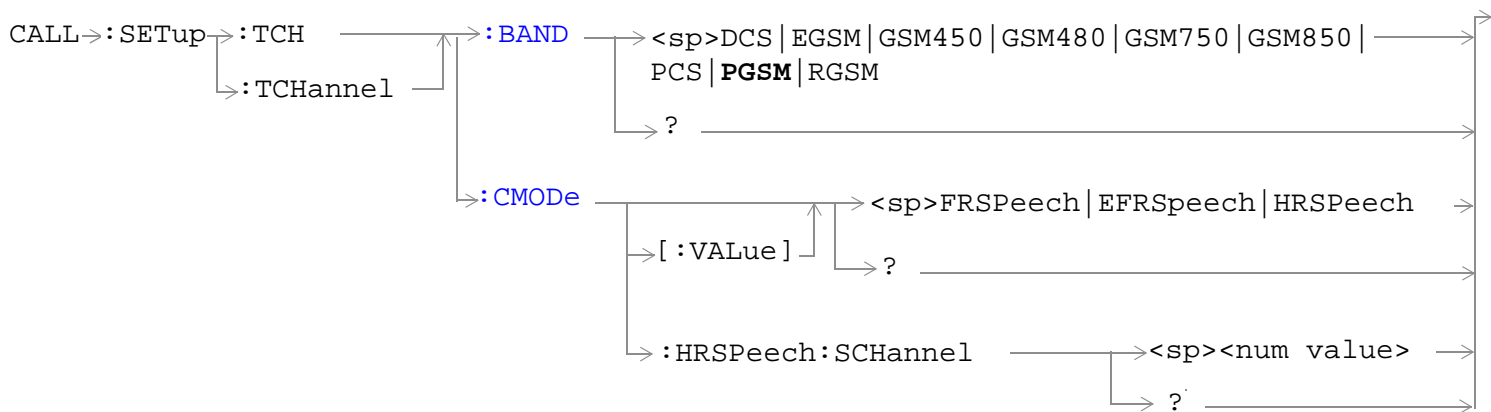 CALL:SETup:TCH:BAND<sp>DCS|EGSM|GSM450|GSM480|GSM750|GSM850|
PCS|PGSM|RGSM
:TCHannel
?
:CMODe<sp>FRSPeech|EFRSpeech|HRSPeech
[:VALue]
?
:HRSPeech:SCHannel<sp><num value>
?